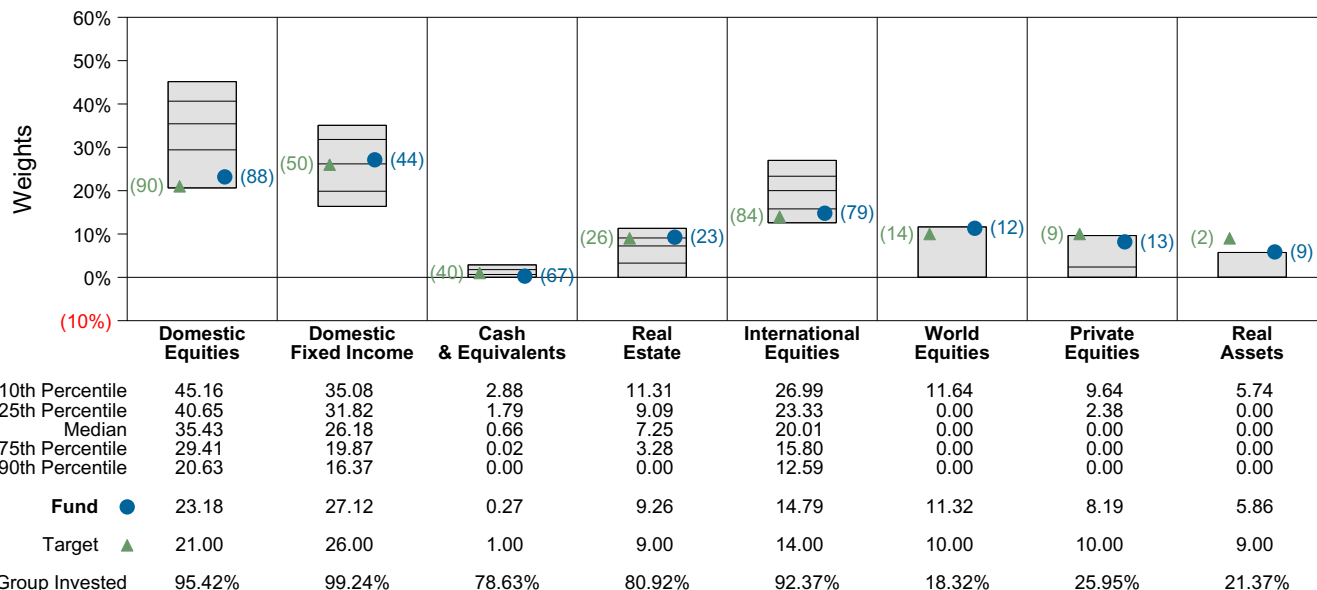 60%
50%
40%
30%
20%
10%
0%
(10%)
Weights
(90) (88) (50) (44) (40) (67) (26) (23) (84) (79) (14) (12) (9) (13) (2) (9)
Domestic Equities Domestic Fixed Income Cash & Equivalents Real Estate International Equities World Equities Private Equities Real Assets
10th Percentile 45.16 35.08 2.88 11.31 26.99 11.64 9.64 5.74
25th Percentile 40.65 31.82 1.79 9.09 23.33 0.00 2.38 0.00
Median 35.43 26.18 0.66 7.25 20.01 0.00 0.00 0.00
75th Percentile 29.41 19.87 0.02 3.28 15.80 0.00 0.00 0.00
90th Percentile 20.63 16.37 0.00 0.00 12.59 0.00 0.00 0.00
Fund 23.18 27.12 0.27 9.26 14.79 11.32 8.19 5.86
Target 21.00 26.00 1.00 9.00 14.00 10.00 10.00 9.00
Group Invested 95.42% 99.24% 78.63% 80.92% 92.37% 18.32% 25.95% 21.37%